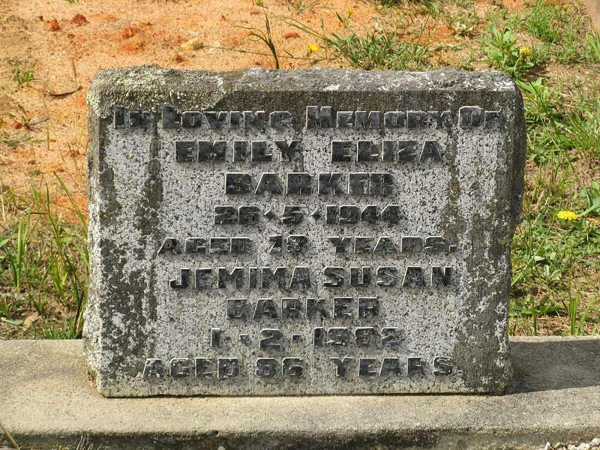 In Loving Memory Of
EMILY ELIZA
BARKER
26·5·1944
AGED YEARS.
JEMIMA SUSAN
BARKER
1·2·1982
AGED 86 YEARS.